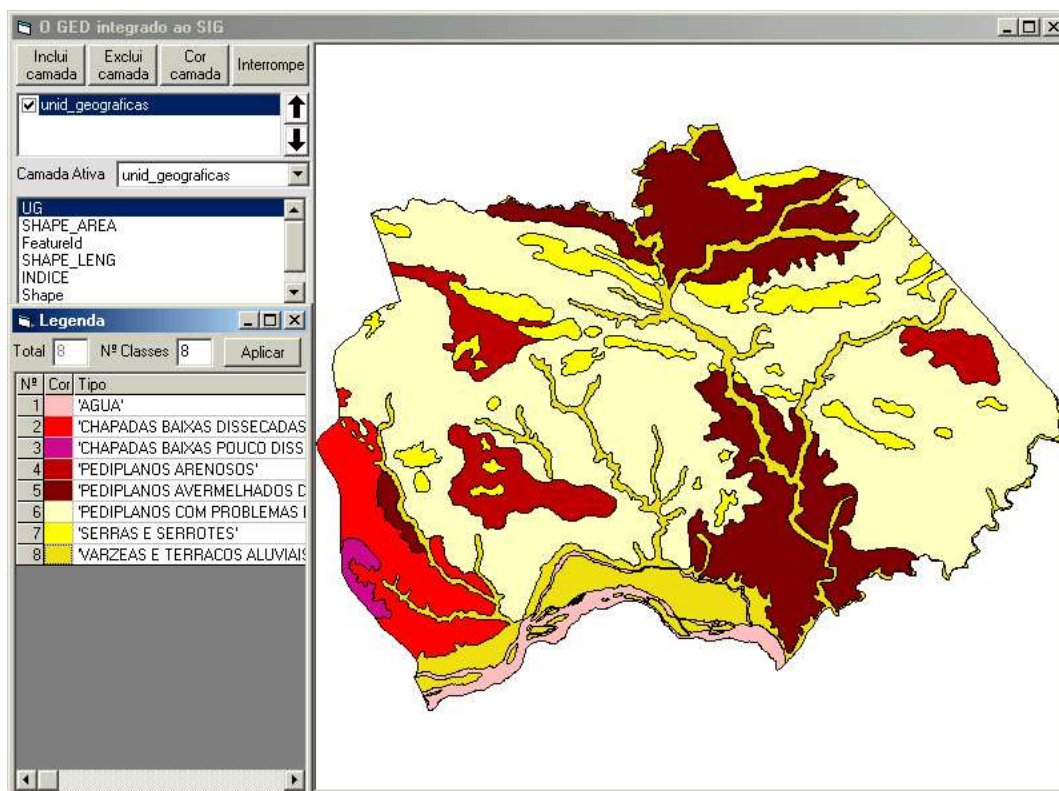 O GED integrado ao SIG
Inclui camada
Exclui camada
Cor camada
Interrompe
unid_geograficas
Camada Ativa unid_geograficas
UG
SHAPE_AREA
FeatureId
SHAPE_LENG
INDICE
Shape
Legenda
Total 8 Nº Classes 8 Aplicar
Nº Cor Tipo
1 'AGUA'
2 'CHAPADAS BAIXAS DISSECADAS
3 'CHAPADAS BAIXAS POUCO DISS
4 'PEDIPLANOS ARENOSOS'
5 'PEDIPLANOS AVERMELHADOS D
6 'PEDIPLANOS COM PROBLEMAS
7 'SERRAS E SERROTES'
8 'VARZEAS E TERRACOS ALUVIAIS